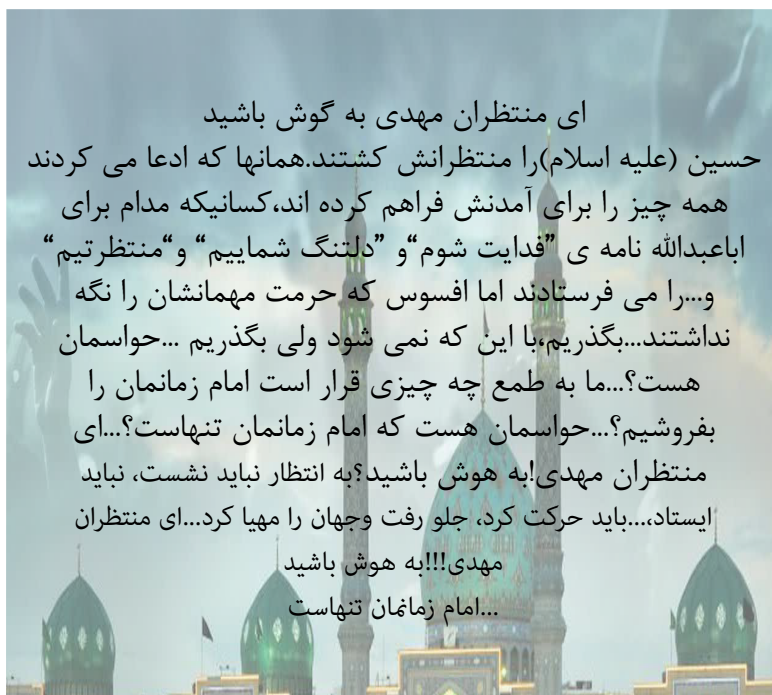 ای منتظران مهدی به گوش باشید
حسین (علیه اسلام)را منتظرانش کشتند.همانها که ادعا می کردند
همه چیز را برای آمدنش فراهم کرده اند،کسانیکه مدام برای
اباعبدالله نامه ی ”فدایت شوم“و ”دلتنگ شماییم“ و“منتظرتیم“
و...را می فرستادند اما افسوس که حرمت مهمانشان را نگه
نداشتند...بگذریم،با این که نمی شود ولی بگذریم ...حواسمان
هست؟...ما به طمع چه چیزی قرار است امام زمانمان را
بفروشیم؟...حواسمان هست که امام زمانمان تنهاست؟...ای
منتظران مهدی!به هوش باشید؟به انتظار نباید نشست، نباید
ایستاد،...باید حرکت کرد، جلو رفت وجهان را مهیا کرد...ای منتظران
مهدی!!!به هوش باشید
...امام زمانمان تنهاست